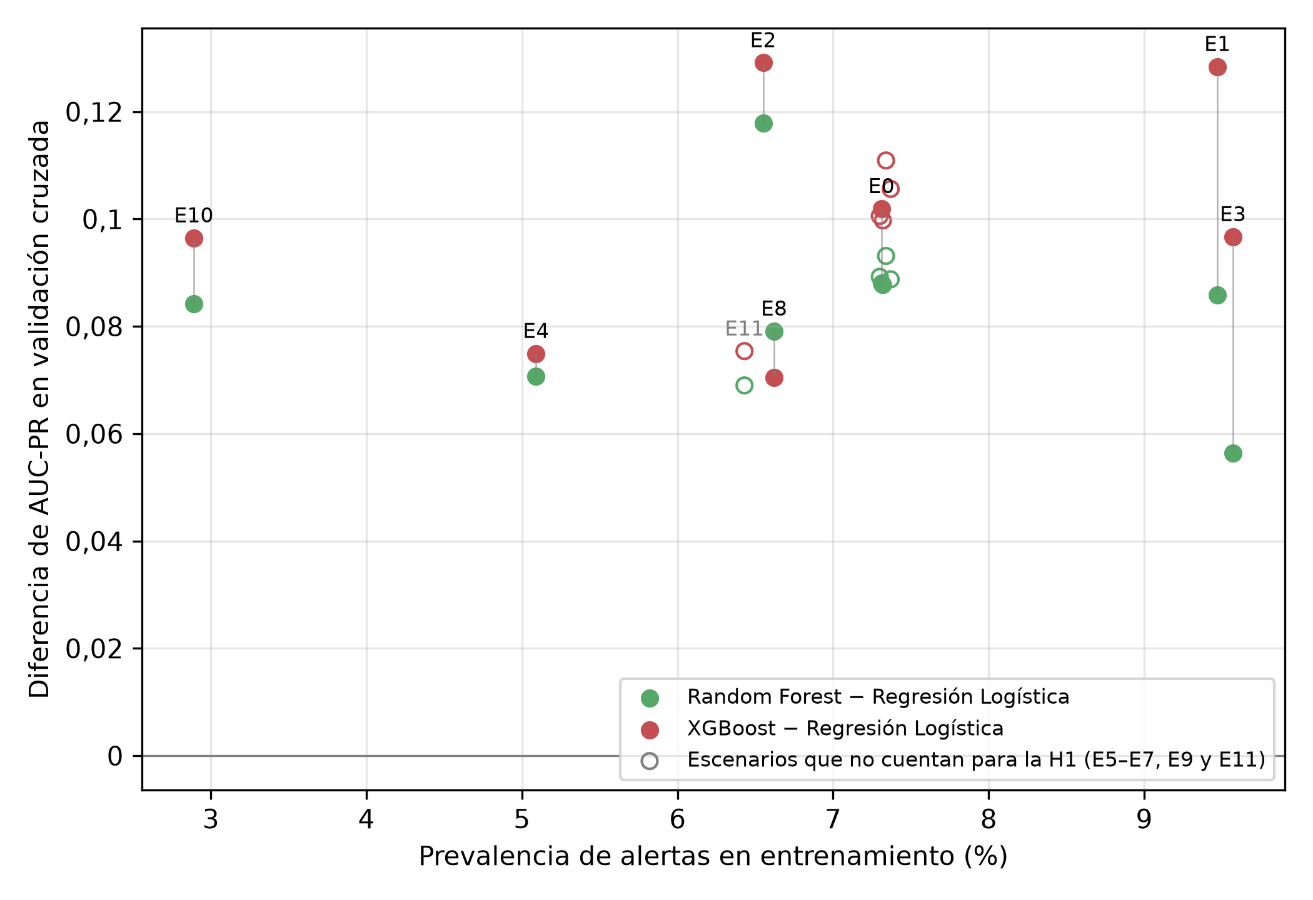 E2
E1
0,12
E0
0,1
E10
E3
0,08
E4
E11
E8
0,06
0,04
0,02
0
Diferencia de AUC-PR en validación cruzada
Random Forest − Regresión Logística
XGBoost − Regresión Logística
Escenarios que no cuentan para la H1 (E5–E7, E9 y E11)
3 4 5 6 7 8 9
Prevalencia de alertas en entrenamiento (%)